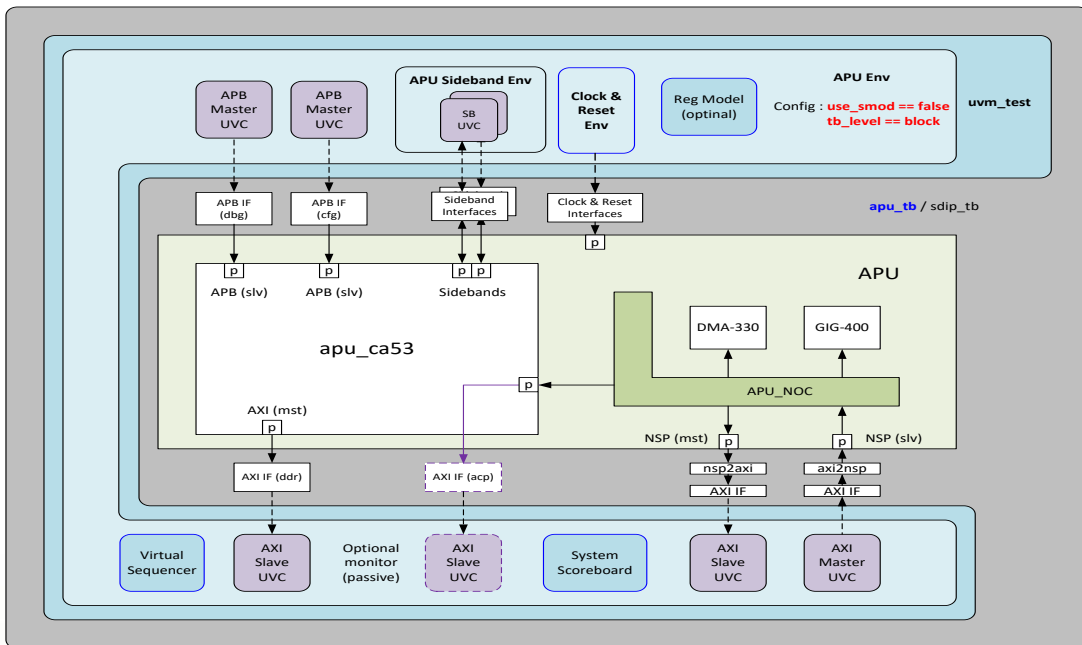 APB
Master
UVC
APB
Master
UVC
APU Sideband Env
SB
UVC
Clock &
Reset
Env
Reg Model
(optinal)
APU Env
Config : use_smod == false
tb_level == block
uvm_test
APB IF
(dbg)
APB IF
(cfg)
Sideband
Interfaces
Clock & Reset
Interfaces
apu_tb / sdip_tb
p
p
p
p
p
APB (slv)
APB (slv)
Sidebands
APU
DMA-330
GIG-400
apu_ca53
p
APU_NOC
AXI (mst)
p
NSP (mst)
p
p
NSP (slv)
AXI IF (ddr)
AXI IF (acp)
nsp2axi
AXI IF
axi2nsp
AXI IF
Virtual
Sequencer
AXI
Slave
UVC
Optional
monitor
(passive)
AXI
Slave
UVC
System
Scoreboard
AXI
Slave
UVC
AXI
Master
UVC